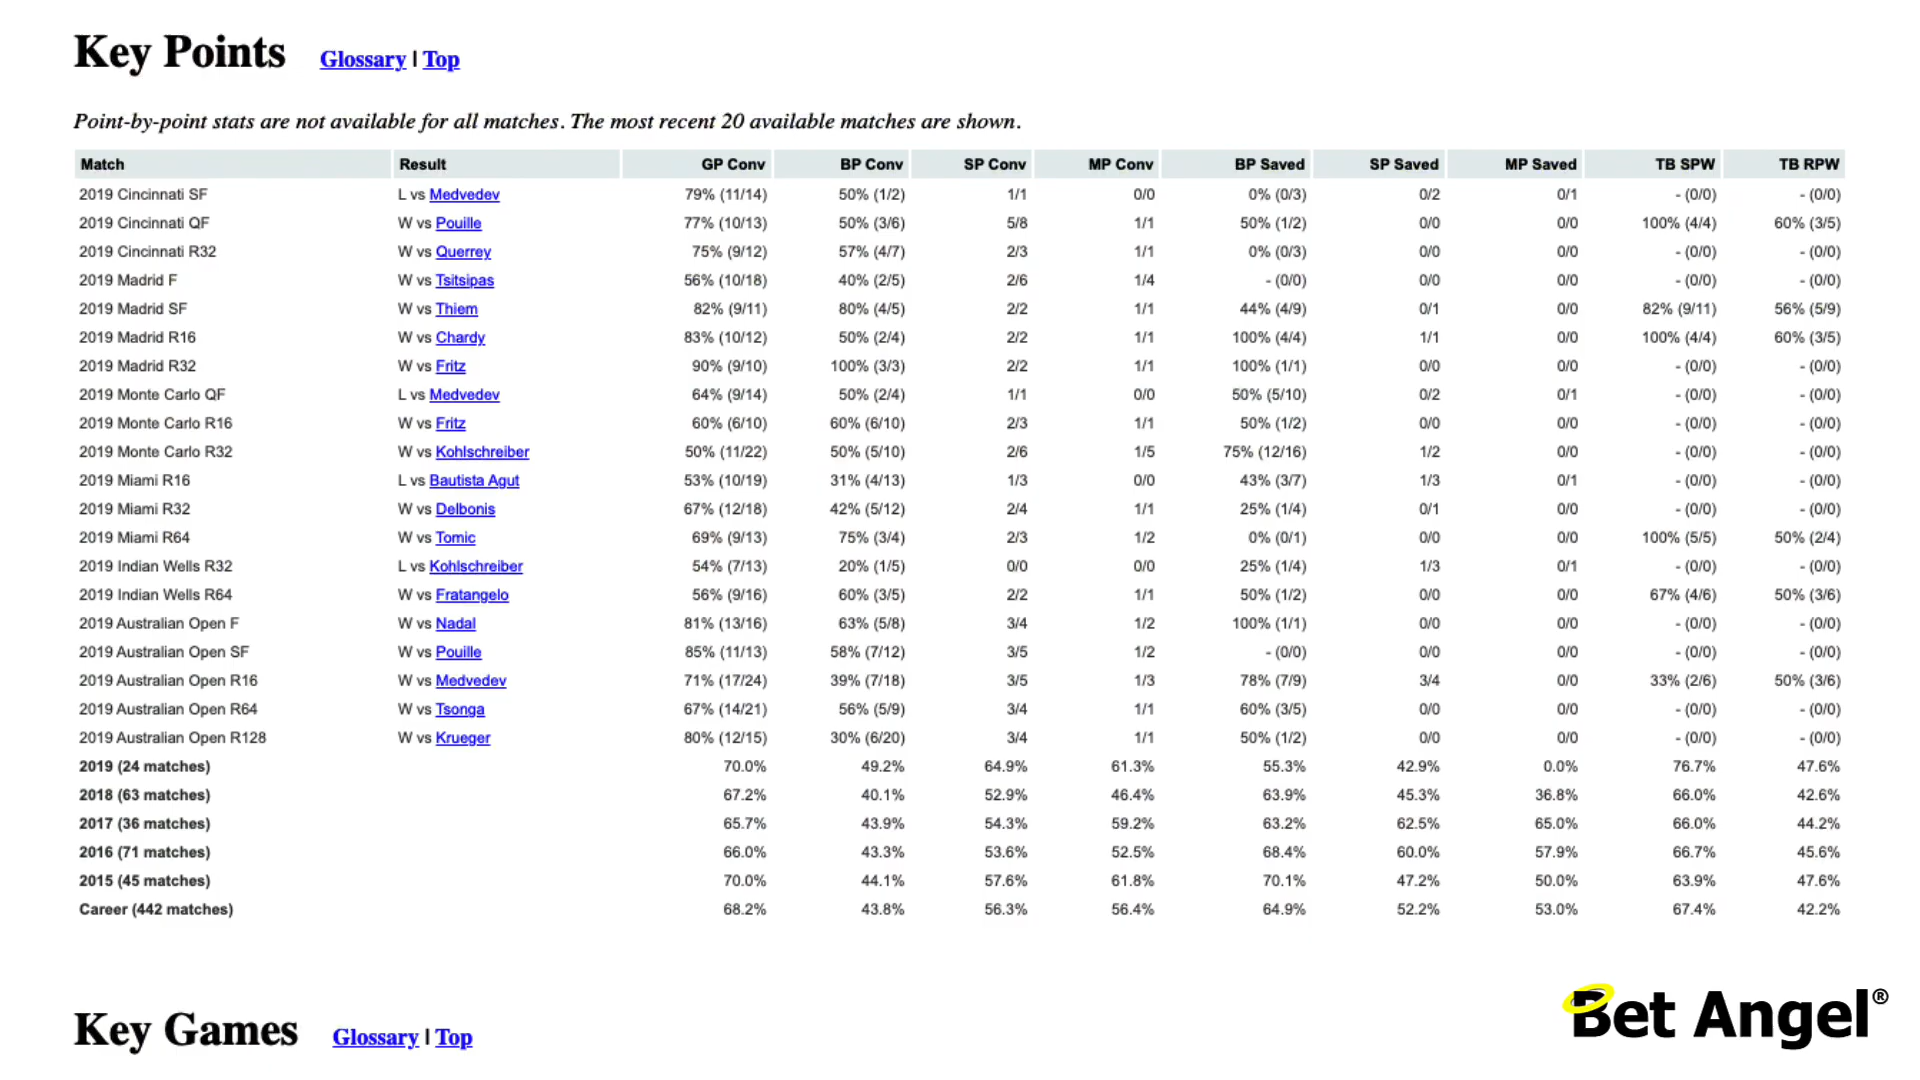 Key Points Glossary | Top
Point-by-point stats are not available for all matches. The most recent 20 available matches are shown.
Match Result GP Conv BP Conv SP Conv MP Conv BP Saved SP Saved MP Saved TB SPW TB RPW
2019 Cincinnati SF L vs Medvedev 79% (11/14) 50% (1/2) 1/1 0/0 0% (0/3) 0/2 0/1 - (0/0) - (0/0)
2019 Cincinnati QF W vs Pouille 77% (10/13) 50% (3/6) 5/8 1/1 50% (1/2) 0/0 0/0 100% (4/4) 60% (3/5)
2019 Cincinnati R32 W vs Querrey 75% (9/12) 57% (4/7) 2/3 1/1 0% (0/3) 0/0 0/0 - (0/0) - (0/0)
2019 Madrid F W vs Tsitsipas 56% (10/18) 40% (2/5) 2/6 1/4 - (0/0) 0/0 0/0 - (0/0) - (0/0)
2019 Madrid SF W vs Thiem 82% (9/11) 80% (4/5) 2/2 1/1 44% (4/9) 0/1 0/0 82% (9/11) 56% (5/9)
2019 Madrid R16 W vs Chardy 83% (10/12) 50% (2/4) 2/2 1/1 100% (4/4) 1/1 0/0 100% (4/4) 60% (3/5)
2019 Madrid R32 W vs Fritz 90% (9/10) 100% (3/3) 2/2 1/1 100% (1/1) 0/0 0/0 - (0/0) - (0/0)
2019 Monte Carlo QF L vs Medvedev 64% (9/14) 50% (2/4) 1/1 0/0 50% (5/10) 0/2 0/1 - (0/0) - (0/0)
2019 Monte Carlo R16 W vs Fritz 60% (6/10) 60% (6/10) 2/3 1/1 50% (1/2) 0/0 0/0 - (0/0) - (0/0)
2019 Monte Carlo R32 W vs Kohlschreiber 50% (11/22) 50% (5/10) 2/6 1/5 75% (12/16) 1/2 0/0 - (0/0) - (0/0)
2019 Miami R16 L vs Bautista Agut 53% (10/19) 31% (4/13) 1/3 0/0 43% (3/7) 1/3 0/1 - (0/0) - (0/0)
2019 Miami R32 W vs Delbonis 67% (12/18) 42% (5/12) 2/4 1/1 25% (1/4) 0/1 0/0 - (0/0) - (0/0)
2019 Miami R64 W vs Tomic 69% (9/13) 75% (3/4) 2/3 1/2 0% (0/1) 0/0 0/0 100% (5/5) 50% (2/4)
2019 Indian Wells R32 L vs Kohlschreiber 54% (7/13) 20% (1/5) 0/0 0/0 25% (1/4) 1/3 0/1 - (0/0) - (0/0)
2019 Indian Wells R64 W vs Fratangelo 56% (9/16) 60% (3/5) 2/2 1/1 50% (1/2) 0/0 0/0 67% (4/6) 50% (3/6)
2019 Australian Open F W vs Nadal 81% (13/16) 63% (5/8) 3/4 1/2 100% (1/1) 0/0 0/0 - (0/0) - (0/0)
2019 Australian Open SF W vs Pouille 85% (11/13) 58% (7/12) 3/5 1/2 - (0/0) 0/0 0/0 - (0/0) - (0/0)
2019 Australian Open R16 W vs Medvedev 71% (17/24) 39% (7/18) 3/5 1/3 78% (7/9) 3/4 0/0 33% (2/6) 50% (3/6)
2019 Australian Open R64 W vs Tsonga 67% (14/21) 56% (5/9) 3/4 1/1 60% (3/5) 0/0 0/0 - (0/0) - (0/0)
2019 Australian Open R128 W vs Krueger 80% (12/15) 30% (6/20) 3/4 1/1 50% (1/2) 0/0 0/0 - (0/0) - (0/0)
2019 (24 matches) 70.0% 49.2% 64.9% 61.3% 55.3% 42.9% 0.0% 76.7% 47.6%
2018 (63 matches) 67.2% 40.1% 52.9% 46.4% 63.9% 45.3% 36.8% 66.0% 42.6%
2017 (36 matches) 65.7% 43.9% 54.3% 59.2% 63.2% 62.5% 65.0% 66.0% 44.2%
2016 (71 matches) 66.0% 43.3% 53.6% 52.5% 68.4% 60.0% 57.9% 66.7% 45.6%
2015 (45 matches) 70.0% 44.1% 57.6% 61.8% 70.1% 47.2% 50.0% 63.9% 47.6%
Career (442 matches) 68.2% 43.8% 56.3% 56.4% 64.9% 52.2% 53.0% 67.4% 42.2%
Bet Angel®
Key Games Glossary | Top